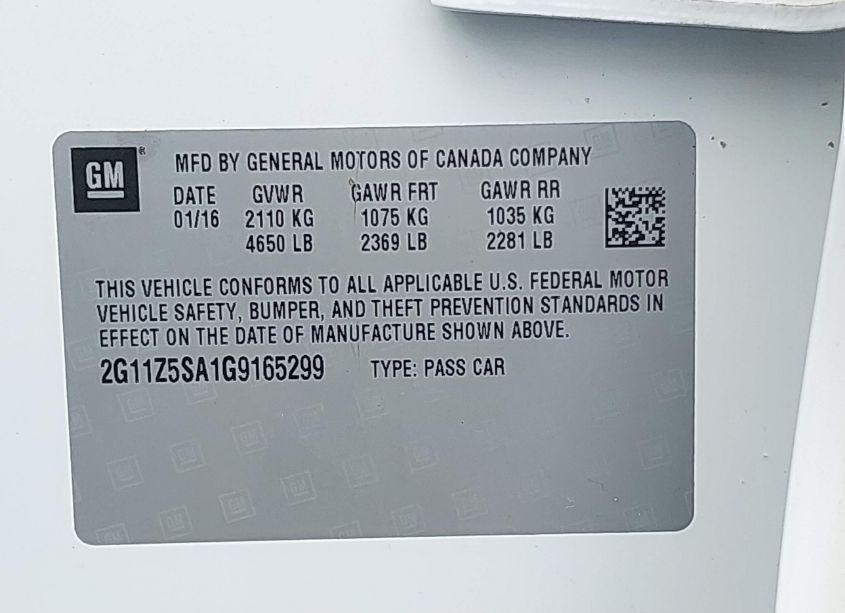 GM®
MFD BY GENERAL MOTORS OF CANADA COMPANY
DATE GVWR GAWR FRT GAWR RR
01/16 2110 KG 1075 KG 1035 KG
4650 LB 2369 LB 2281 LB
THIS VEHICLE CONFORMS TO ALL APPLICABLE U.S. FEDERAL MOTOR
VEHICLE SAFETY, BUMPER, AND THEFT PREVENTION STANDARDS IN
EFFECT ON THE DATE OF MANUFACTURE SHOWN ABOVE.
2G11Z5SA1G9165299 TYPE: PASS CAR